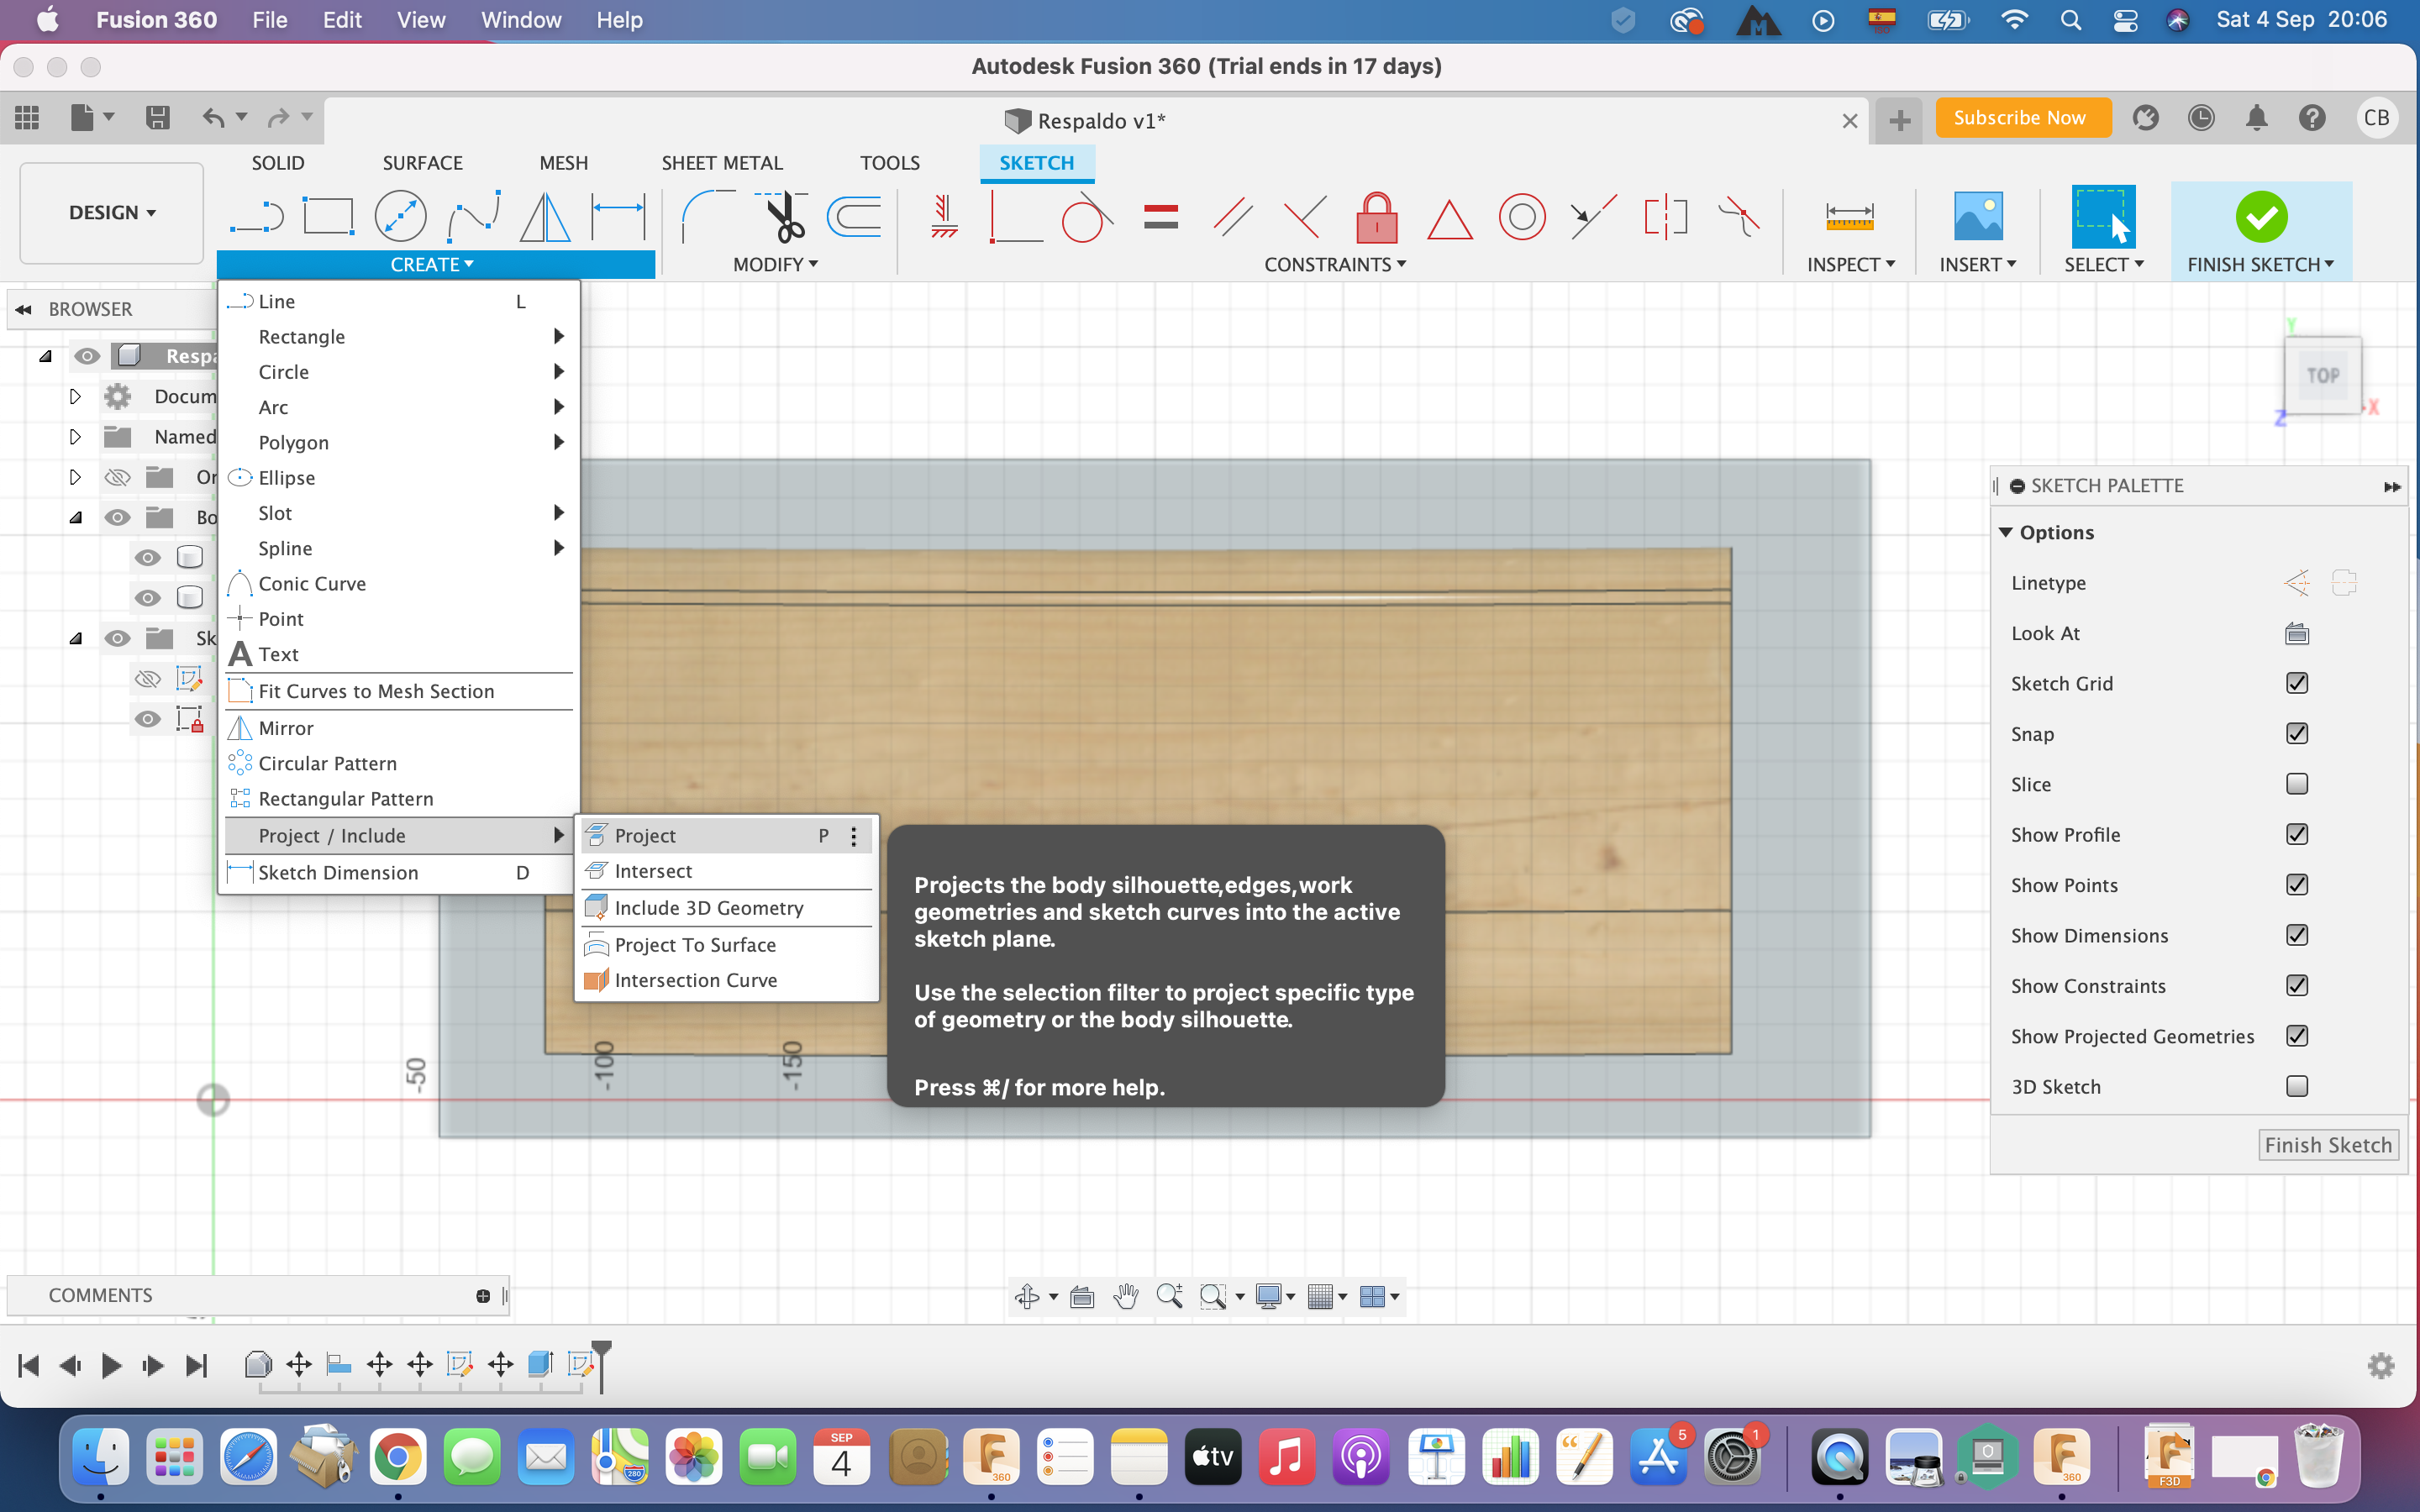 Fusion 360 File Edit View Window Help Sat 4 Sep 20:06
Autodesk Fusion 360 (Trial ends in 17 days)
Respaldo v1*
Subscribe Now
CB
SOLID SURFACE MESH SHEET METAL TOOLS SKETCH
DESIGN
CREATE MODIFY CONSTRAINTS INSPECT INSERT SELECT FINISH SKETCH
BROWSER
Respa
Docum
Named
Or
Bo
Sk
Line L
Rectangle
Circle
Arc
Polygon
Ellipse
Slot
Spline
Conic Curve
Point
A Text
Fit Curves to Mesh Section
Mirror
Circular Pattern
Rectangular Pattern
Project / Include
Sketch Dimension D
Project P
Intersect
Include 3D Geometry
Project To Surface
Intersection Curve
Projects the body silhouette,edges,work
geometries and sketch curves into the active
sketch plane.
Use the selection filter to project specific type
of geometry or the body silhouette.
Press ⌘/ for more help.
-50
-100
-150
Y
TOP
X
Z
SKETCH PALETTE
Options
Linetype
Look At
Sketch Grid
Snap
Slice
Show Profile
Show Points
Show Dimensions
Show Constraints
Show Projected Geometries
3D Sketch
Finish Sketch
COMMENTS
SEP
4
280
360
tv
5
1
360
F3D